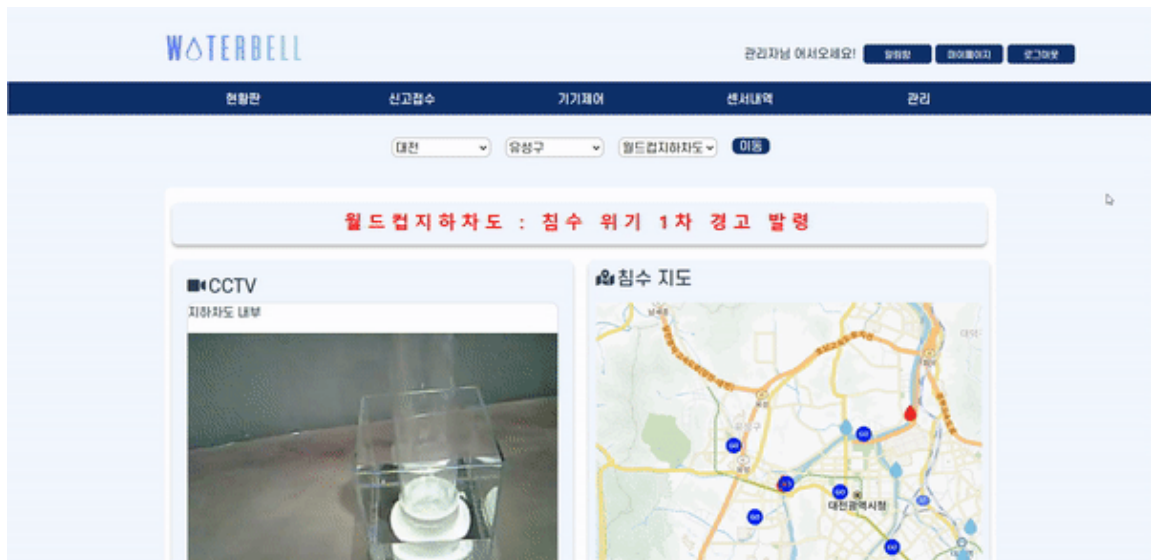 WATERBELL
관리자님 어서오세요! 알림함 마이페이지 로그아웃
현황판 신고접수 기기제어 센서내역 관리
대전 유성구 월드컵지하차도 이동
월드컵지하차도 : 침수 위기 1차 경고 발령
CCTV
침수 지도
지하차도 내부
유성구
대전광역시청